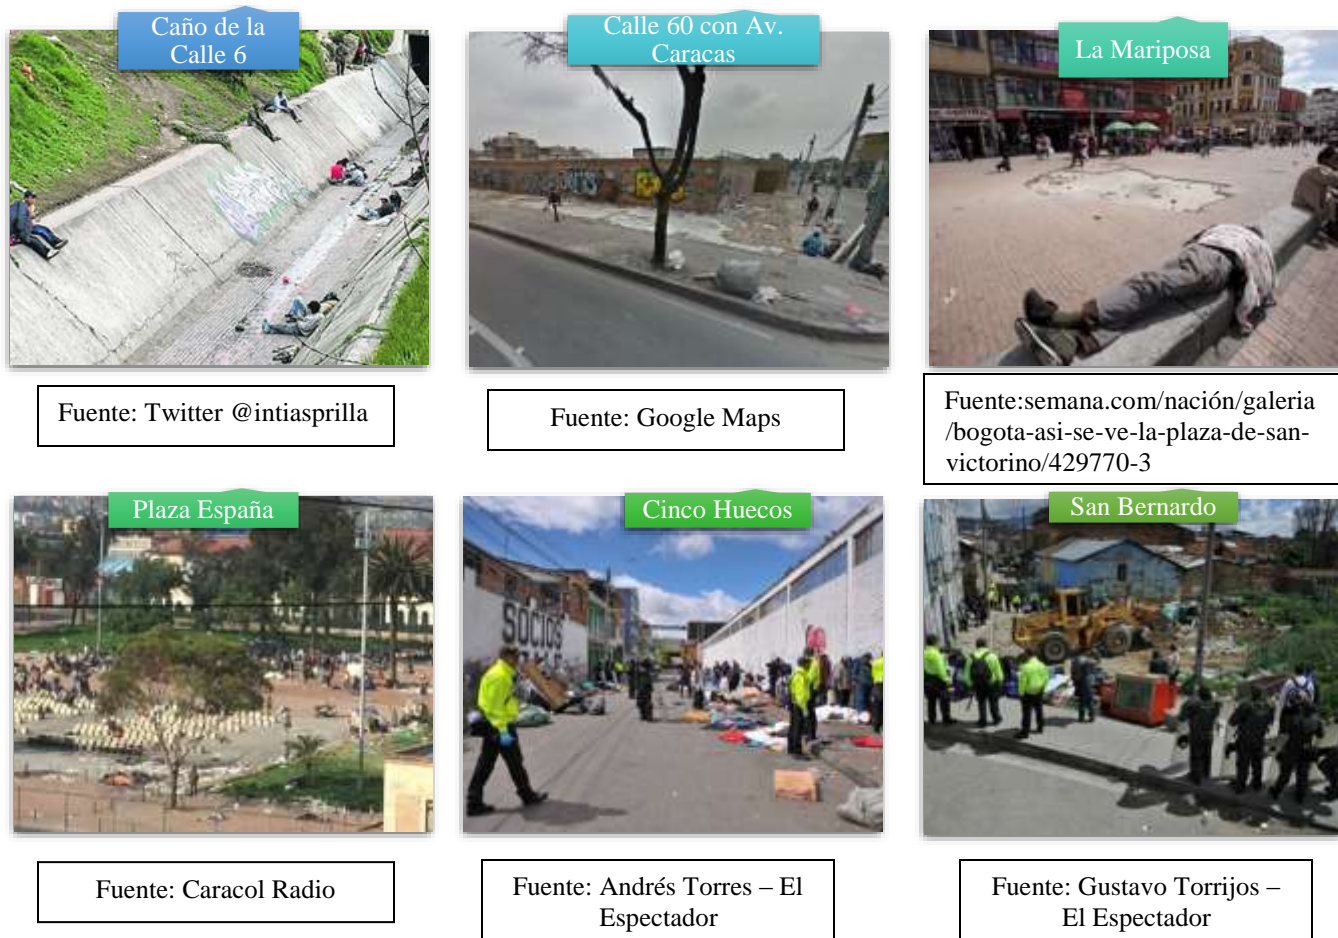 Caño de la
Calle 6
Calle 60 con Av.
Caracas
La Mariposa
Fuente: Twitter @intiasprilla
Fuente: Google Maps
Fuente:semana.com/nación/galeria
/bogota-asi-se-ve-la-plaza-de-san-
victorino/429770-3
Plaza España
Cinco Huecos
San Bernardo
SOCIOS
Fuente: Caracol Radio
Fuente: Andrés Torres – El
Espectador
Fuente: Gustavo Torrijos –
El Espectador